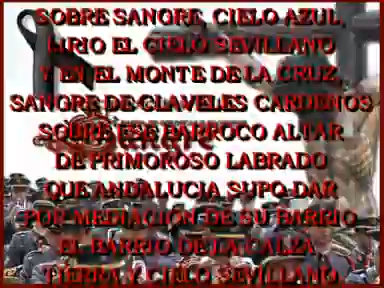 SOBRE SANGRE, CIELO AZUL,
LIRIO EL CIELO SEVILLANO
Y EN EL MONTE DE LA CRUZ,
SANGRE DE CLAVELES CARDENOS
SOBRE ESE BARROCO ALTAR
Sangre
DE PRIMOROSO LABRADO
QUE ANDALUCIA SUPO DAR
POR MEDIACION DE SU BARRIO
EL BARRIO DE LA CALZA,
TIERRA Y CIELO SEVILLANO.